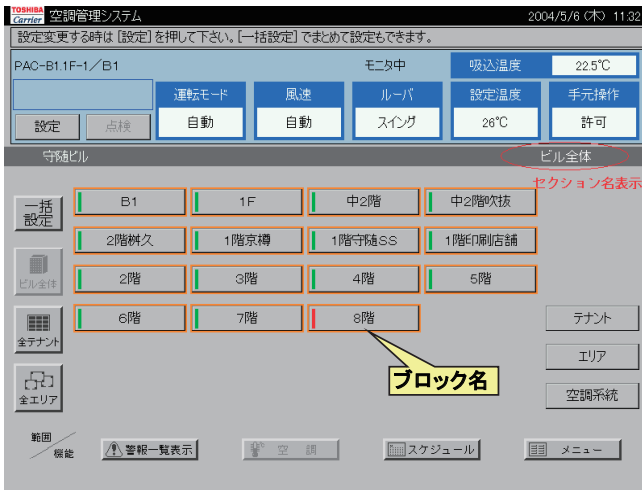 TOSHIBA
Carrier 空調管理システム 2004/5/6 (木) 11:32
設定変更する時は [設定] を押して下さい。[一括設定] でまとめて設定もできます。
PAC-B1.1F-1／B1 モニタ中 吸込温度 22.5℃
運転モード 風速 ルーバ 設定温度 手元操作
設定 点検 自動 自動 スイング 26℃ 許可
守随ビル ビル全体
セクション名表示
一括設定 B1 1F 中2階 中2階吹抜
2階桝久 1階京樽 1階守随SS 1階印刷店舗
ビル全体 2階 3階 4階 5階
6階 7階 8階 テナント
全テナント
エリア
ブロック名
全エリア 空調系統
範囲／機能 警報一覧表示 空 調 スケジュール メニュー